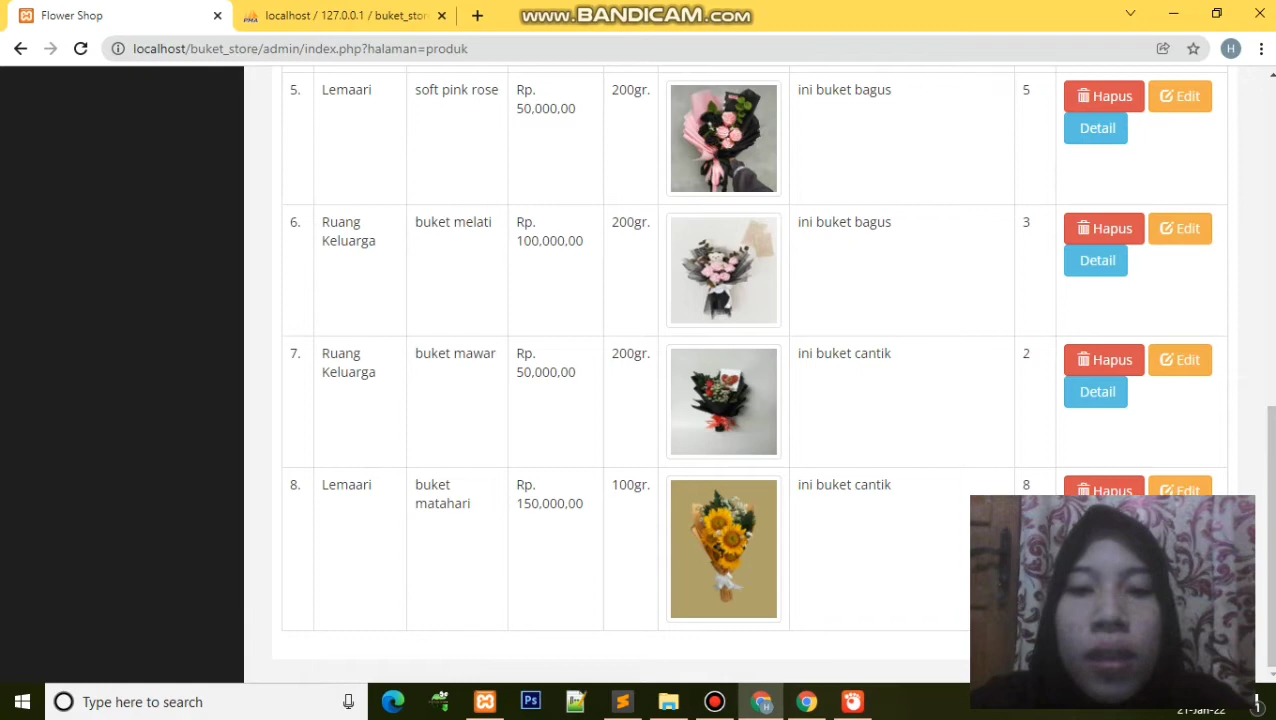 Flower Shop
localhost / 127.0.0.1 / buket_sto
www.BANDICAM.com
localhost/buket_store/admin/index.php?halaman=produk
H
5. Lemaari soft pink rose Rp. 50,000,00 200gr. ini buket bagus 5 Hapus Edit
Detail
6. Ruang Keluarga buket melati Rp. 100,000,00 200gr. ini buket bagus 3 Hapus Edit
Detail
7. Ruang Keluarga buket mawar Rp. 50,000,00 200gr. ini buket cantik 2 Hapus Edit
Detail
8. Lemaari buket matahari Rp. 150,000,00 100gr. ini buket cantik 8 Hapus Edit
Type here to search
21-Jan-22